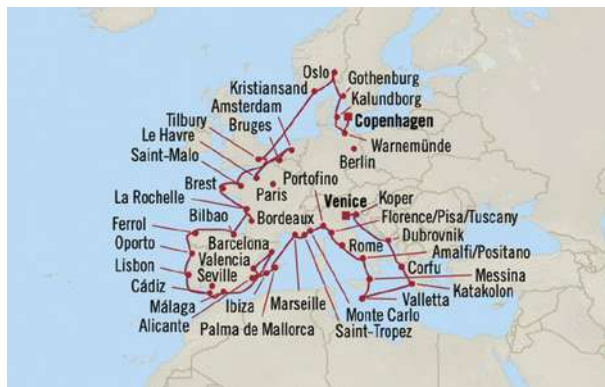 Oslo
Gothenburg
Kristiansand
Kalundborg
Amsterdam
Copenhagen
Tilbury
Bruges
Le Havre
Warnemünde
Saint-Malo
Berlin
Portofino
Brest
Paris
Venice
Koper
La Rochelle
Florence/Pisa/Tuscany
Bilbao
Bordeaux
Dubrovnik
Ferrol
Barcelona
Rome
Amalfi/Positano
Oporto
Valencia
Corfu
Lisbon
Seville
Messina
Cádiz
Katakolon
Málaga
Ibiza
Marseille
Valletta
Monte Carlo
Alicante
Palma de Mallorca
Saint-Tropez